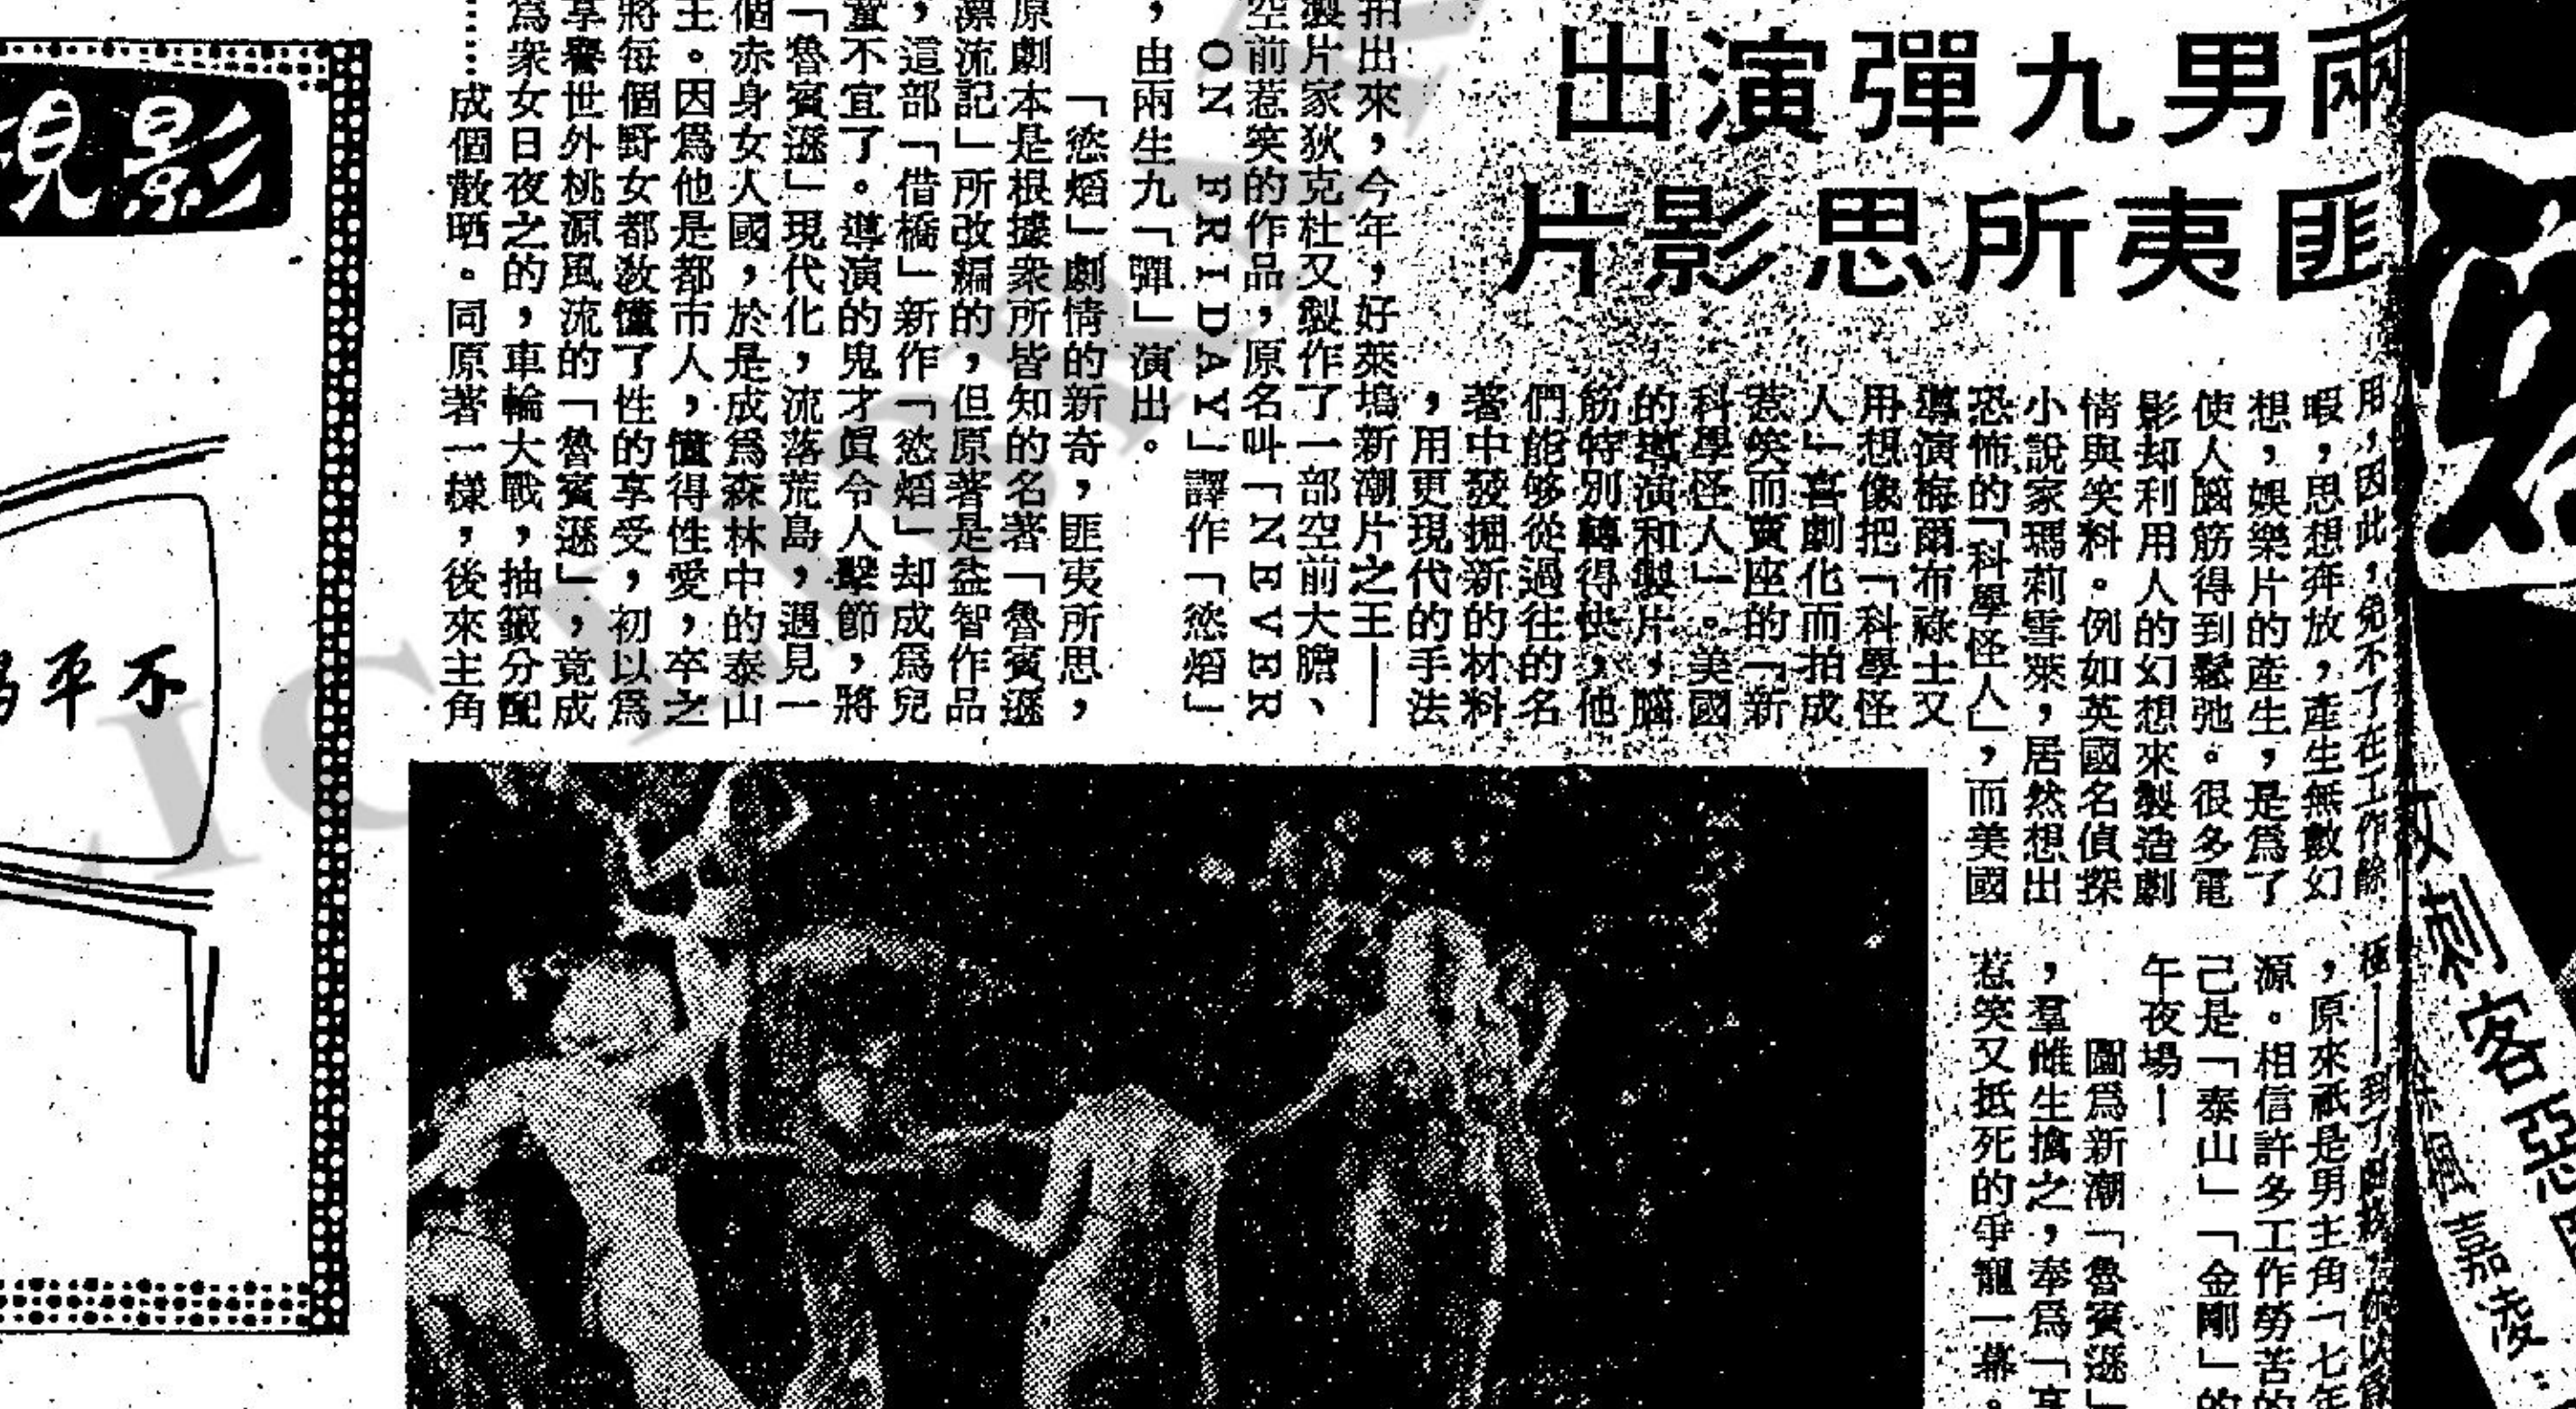 兩男九彈演出
匪夷所思影片
用，因此，免不了在工作餘
暇，思想奔放，產生無數幻
想，娛樂片的產生，是爲了
使人腦筋得到鬆弛。很多電
影却利用人的幻想來製造劇
情與笑料。例如英國名偵探
小說家瑪莉雪萊，居然想出
恐怖的「科學怪人」，而美國
導演梅爾布祿士又
用想像把「科學怪
人」喜劇化而拍成
惹笑而賣座的「新
科學怪人」。美國
的導演和製片，腦
筋特別轉得快，他
們能够從過往的名
著中發掘新的材料
，用更現代的手法
拍出來，今年，好萊塢新潮片之王——
製片家狄克杜又製作了一部空前大膽、
空前惹笑的作品，原名叫「NEVER
ON FRIDAY」譯作「慾焰」
，由兩生九「彈」演出。
「慾焰」劇情的新奇，匪夷所思，
原劇本是根據衆所皆知的名著「魯賓遜
漂流記」所改編的，但原著是益智作品
，這部「借橋」新作「慾焰」却成爲兒
童不宜了。導演的鬼才眞令人擊節，將
「魯賓遜」現代化，流落荒島，遇見一
個赤身女人國，於是成爲森林中的泰山
王。因爲他是都市人，懂得性愛，卒之
將每個野女都教懂了性的享受，初以爲
享譽世外桃源風流的「魯賓遜」，竟成
爲衆女日夜之的，車輪大戰，抽籤分配
……成個散晒。同原著一樣，後來主角
，原來祇是男主角「七年
源。相信許多工作勞苦的
己是「泰山」「金剛」的
午夜場！
圖爲新潮「魯賓遜」
，羣雌生擒之，奉爲「享
惹笑又抵死的爭寵一幕。
影視
不平
刺客
嘉凌